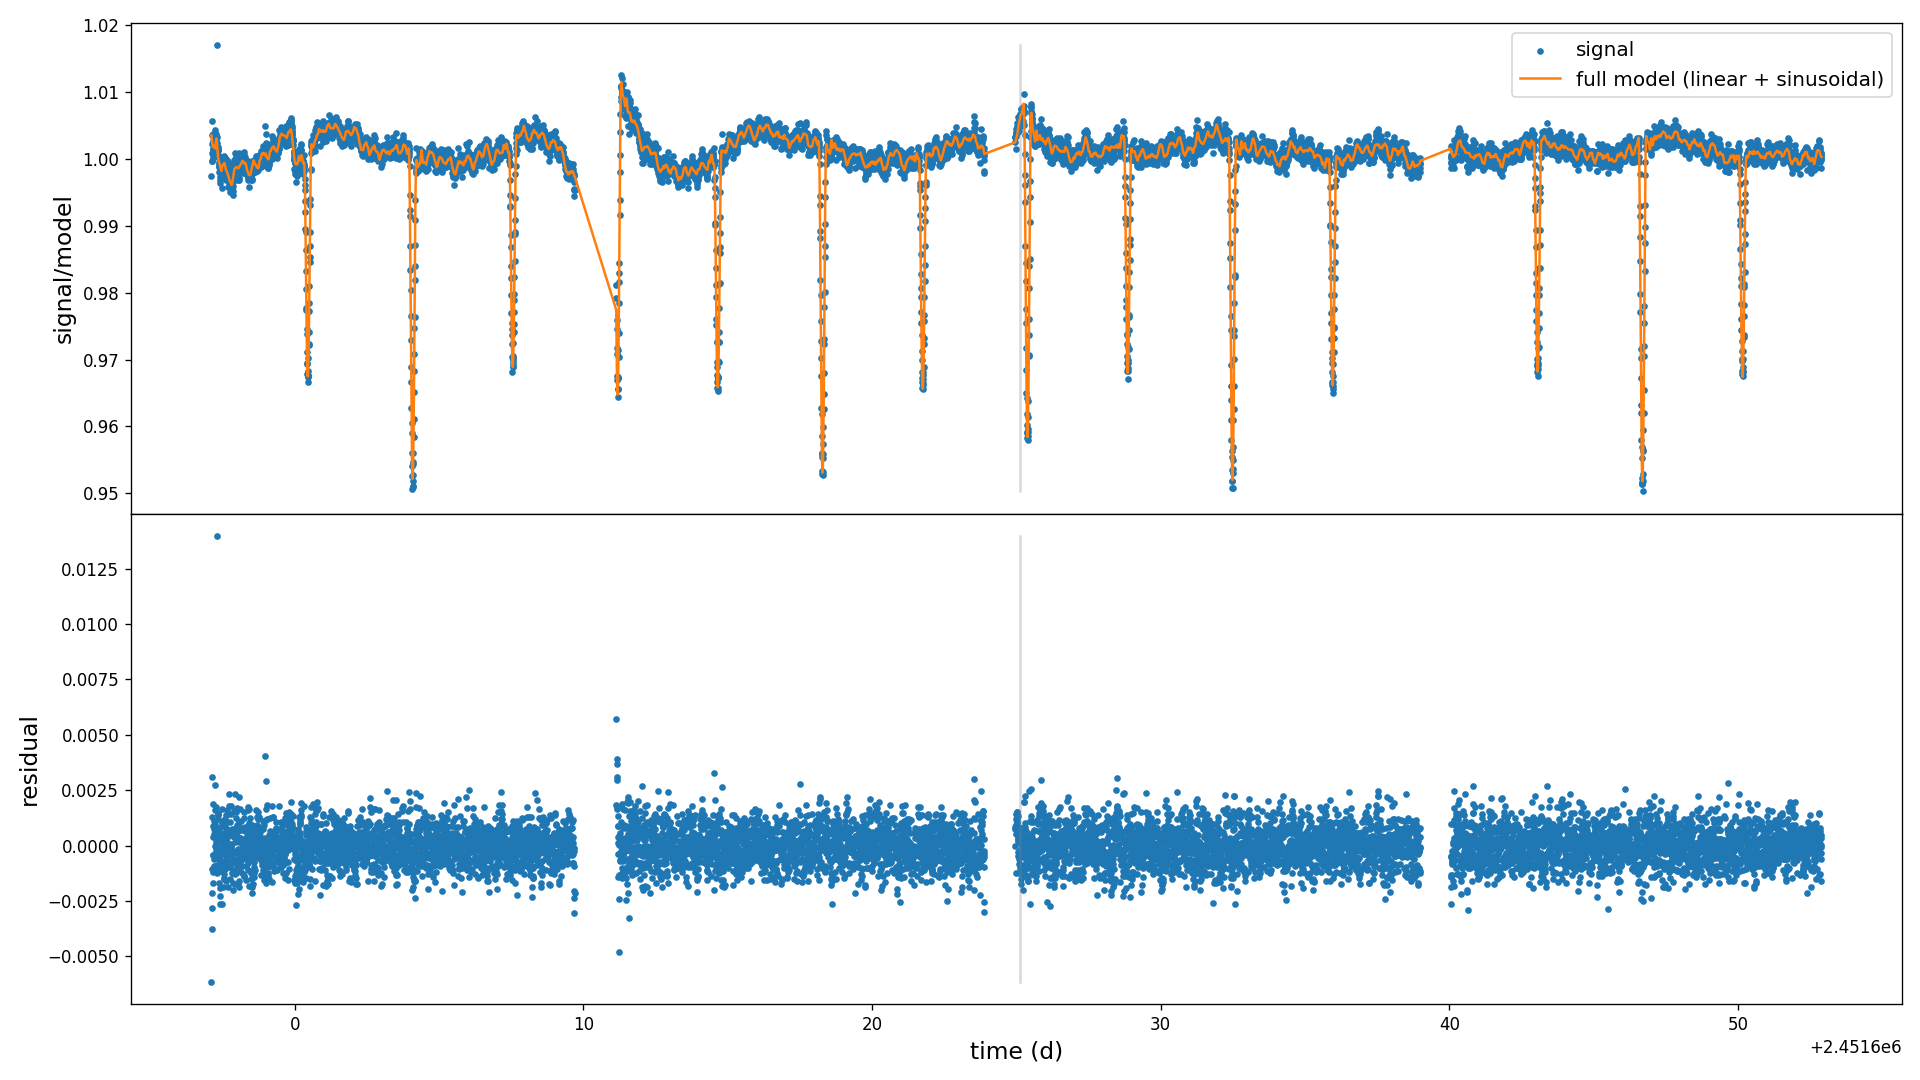 1.02
1.01
1.00
0.99
0.98
0.97
0.96
0.95
signal/model
signal
full model (linear + sinusoidal)
0.0125
0.0100
0.0075
0.0050
0.0025
0.0000
−0.0025
−0.0050
residual
0 10 20 30 40 50
time (d)
+2.4516e6